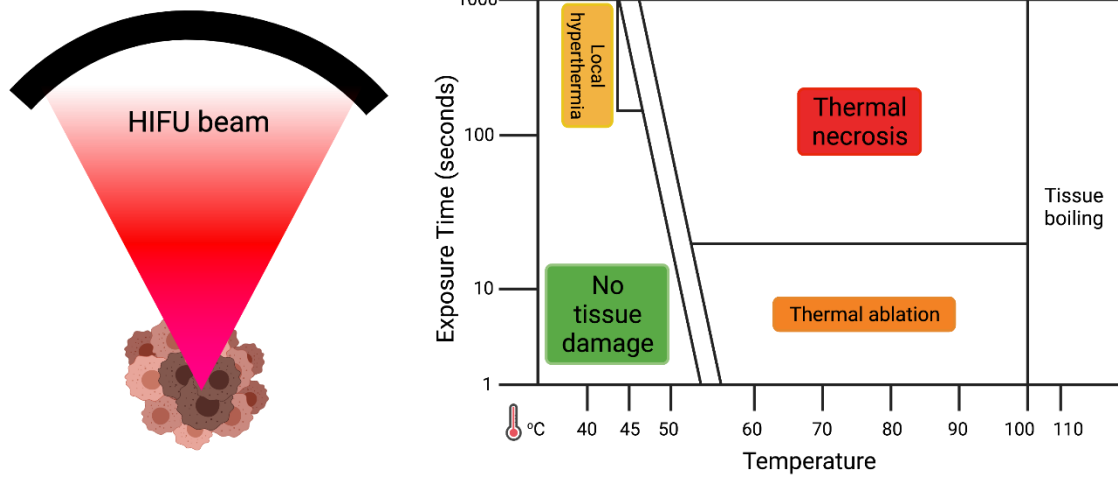 HIFU beam
Exposure Time (seconds)
1000
100
10
1
Local
hyperthermia
Thermal
necrosis
Tissue
boiling
No
tissue
damage
Thermal ablation
°C
40
45
50
60
70
80
90
100
110
Temperature